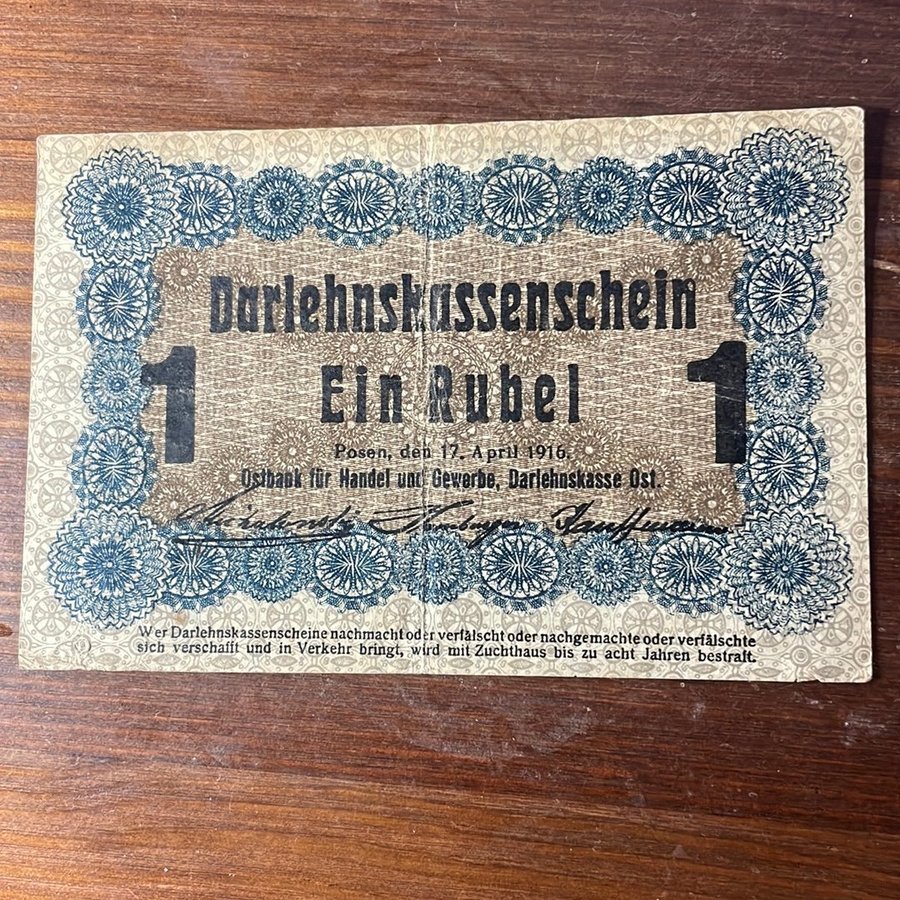 Darlehnskassenschein
1 Ein Rubel 1
Posen, den 17. April 1916.
Ostbank für Handel und Gewerbe, Darlehnskasse Ost.
Wer Darlehnskassenscheine nachmacht oder verfälscht oder nachgemachte oder verfälschte
sich verschafft und in Verkehr bringt, wird mit Zuchthaus bis zu acht Jahren bestraft.